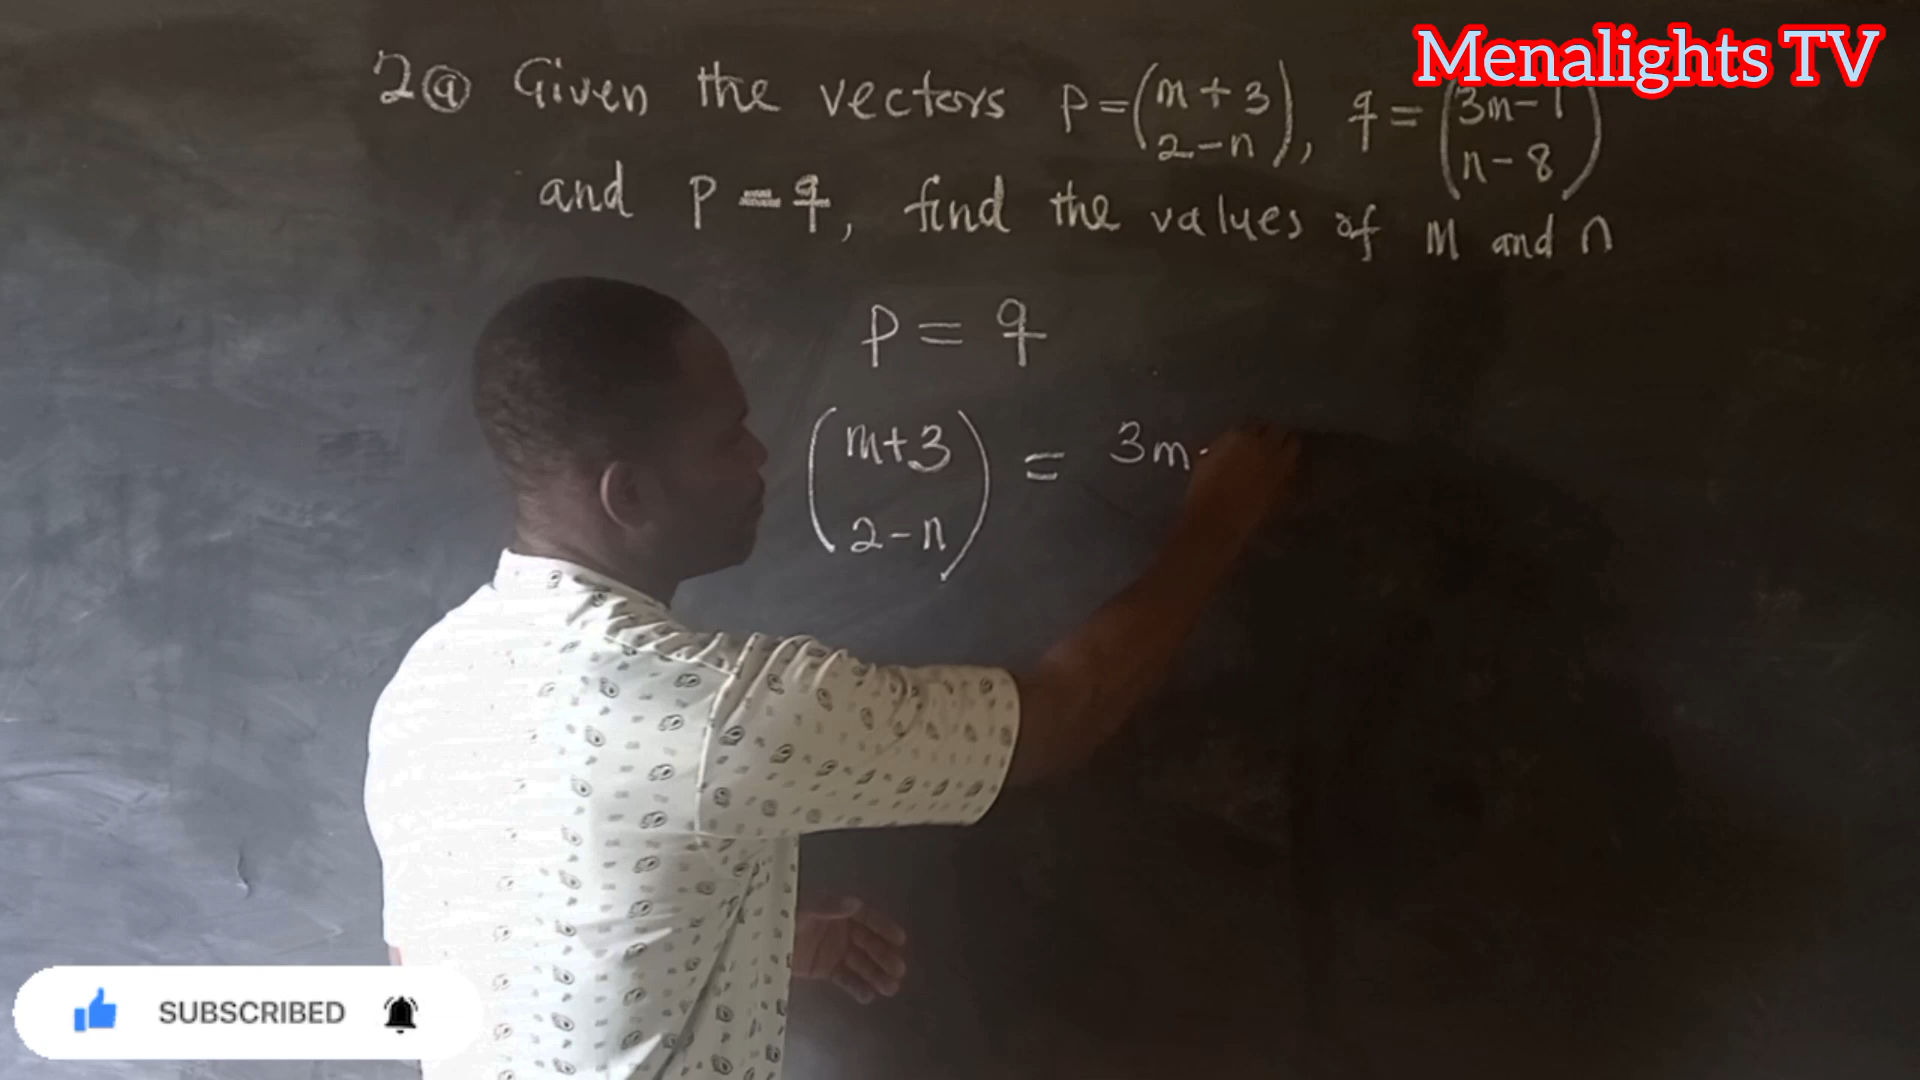 Menalights TV
2ⓐ Given the vectors P=(m+3 2-n), q=(3m-1 n-8)
and P=q, find the values of m and n
P = q
(m+3 2-n) = 3m-
SUBSCRIBED